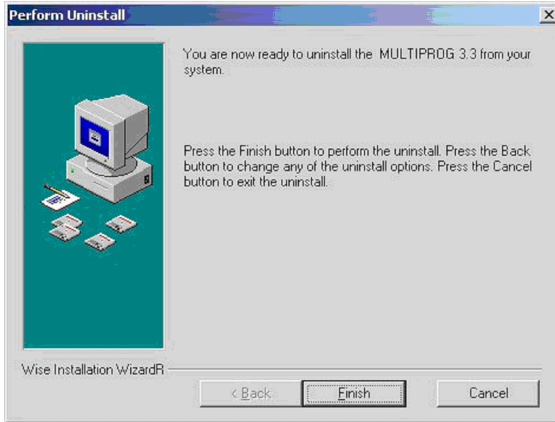 Perform Uninstall
You are now ready to uninstall the MULTIPROG 3.3 from your
system.
Press the Finish button to perform the uninstall. Press the Back
button to change any of the uninstall options. Press the Cancel
button to exit the uninstall.
Wise Installation WizardR
< Back
Finish
Cancel